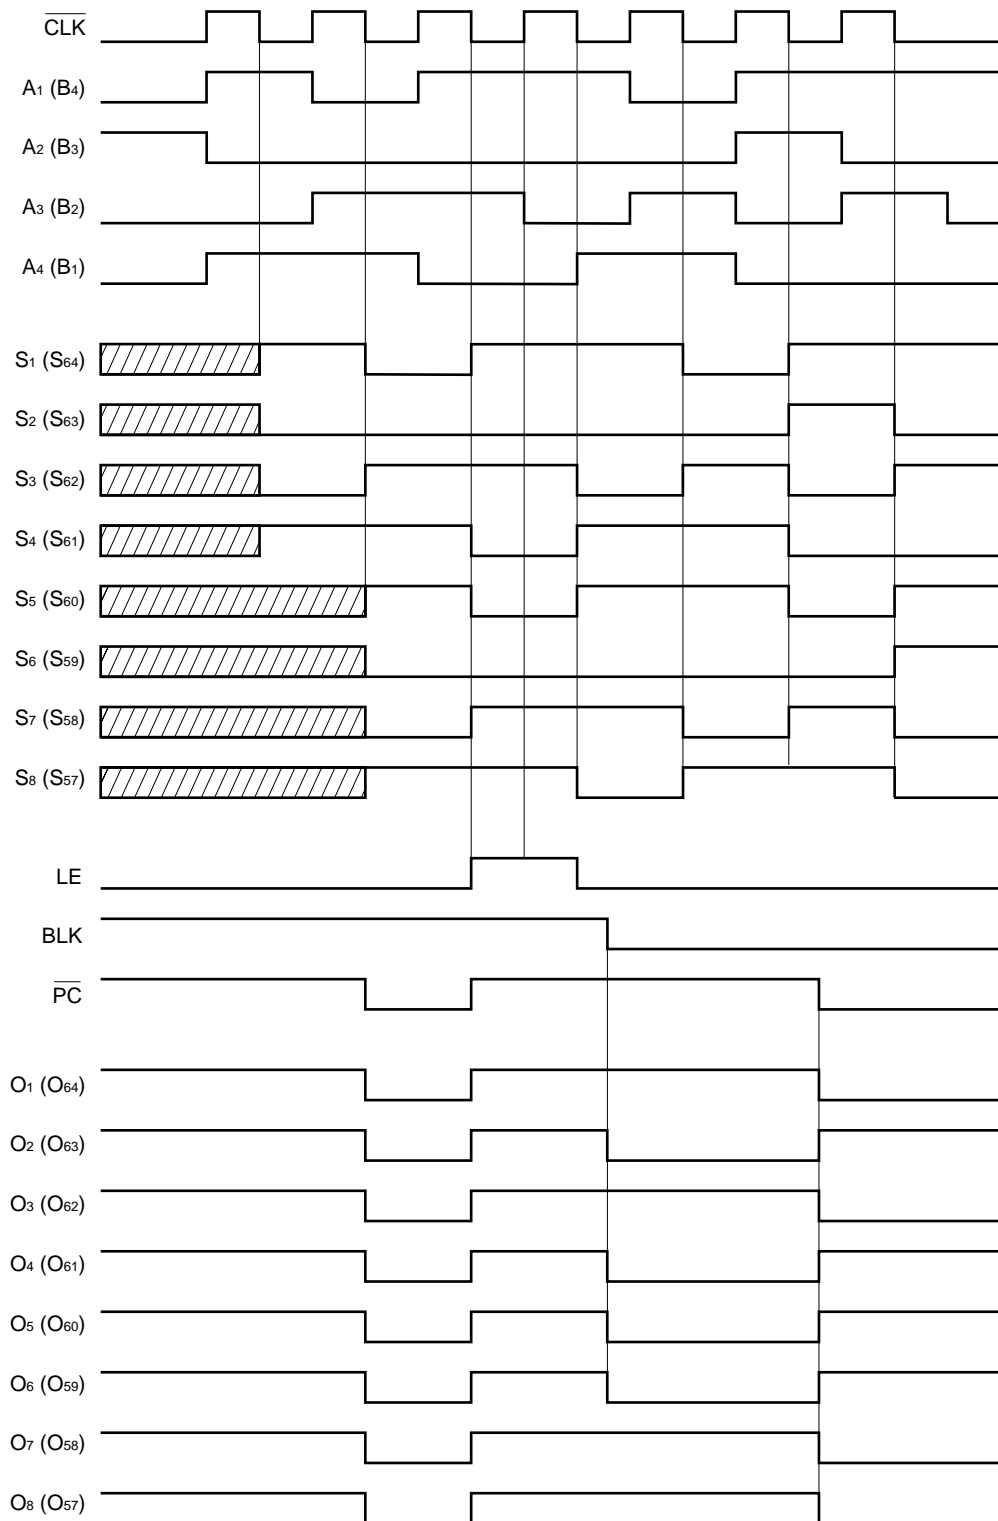 CLK
A1 (B4)
A2 (B3)
A3 (B2)
A4 (B1)
S1 (S64)
S2 (S63)
S3 (S62)
S4 (S61)
S5 (S60)
S6 (S59)
S7 (S58)
S8 (S57)
LE
BLK
PC
O1 (O64)
O2 (O63)
O3 (O62)
O4 (O61)
O5 (O60)
O6 (O59)
O7 (O58)
O8 (O57)